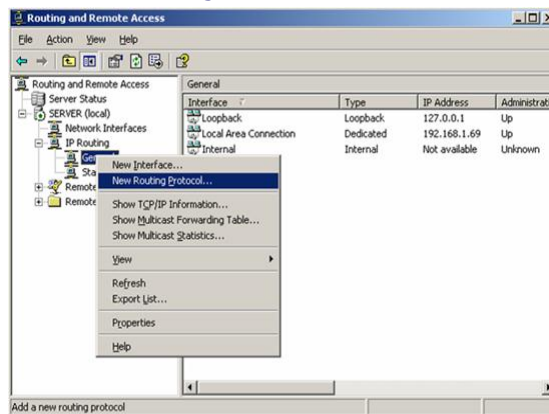 Routing and Remote Access
File Action View Help
Routing and Remote Access
Server Status
SERVER (local)
Network Interfaces
IP Routing
Remote
Remote
General
Interface Type IP Address
Loopback Loopback 127.0.0.1 Up
Local Area Connection Dedicated 192.168.1.69 Up
Internal Internal Not available Unknown
New Interface...
New Routing Protocol...
Show TCP/IP Information...
Show Multicast Forwarding Table...
Show Multicast Statistics...
View
Refresh
Export List...
Properties
Help
Add a new routing protocol